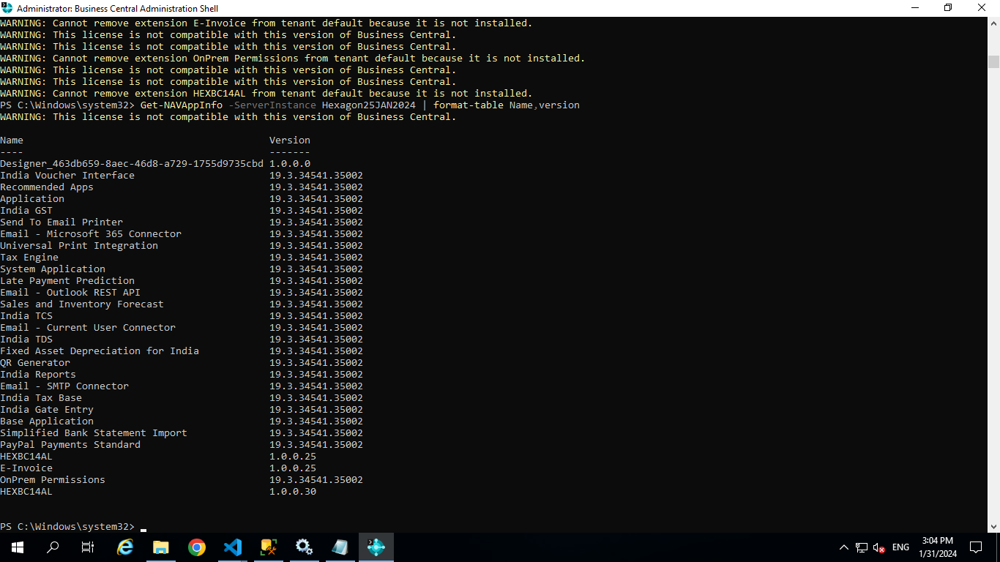 Administrator: Business Central Administration Shell
WARNING: Cannot remove extension E-Invoice from tenant default because it is not installed.
WARNING: This license is not compatible with this version of Business Central.
WARNING: This license is not compatible with this version of Business Central.
WARNING: Cannot remove extension OnPrem Permissions from tenant default because it is not installed.
WARNING: This license is not compatible with this version of Business Central.
WARNING: This license is not compatible with this version of Business Central.
WARNING: Cannot remove extension HEXBC14AL from tenant default because it is not installed.
PS C:\Windows\system32> Get-NAVAppInfo -ServerInstance Hexagon25JAN2024 | format-table Name,version
WARNING: This license is not compatible with this version of Business Central.
Name Version
---- -------
Designer_463db659-8aec-46d8-a729-1755d9735cbd 1.0.0.0
India Voucher Interface 19.3.34541.35002
Recommended Apps 19.3.34541.35002
Application 19.3.34541.35002
India GST 19.3.34541.35002
Send To Email Printer 19.3.34541.35002
Email - Microsoft 365 Connector 19.3.34541.35002
Universal Print Integration 19.3.34541.35002
Tax Engine 19.3.34541.35002
System Application 19.3.34541.35002
Late Payment Prediction 19.3.34541.35002
Email - Outlook REST API 19.3.34541.35002
Sales and Inventory Forecast 19.3.34541.35002
India TCS 19.3.34541.35002
Email - Current User Connector 19.3.34541.35002
India TDS 19.3.34541.35002
Fixed Asset Depreciation for India 19.3.34541.35002
QR Generator 19.3.34541.35002
India Reports 19.3.34541.35002
Email - SMTP Connector 19.3.34541.35002
India Tax Base 19.3.34541.35002
India Gate Entry 19.3.34541.35002
Base Application 19.3.34541.35002
Simplified Bank Statement Import 19.3.34541.35002
PayPal Payments Standard 19.3.34541.35002
HEXBC14AL 1.0.0.25
E-Invoice 1.0.0.25
OnPrem Permissions 19.3.34541.35002
HEXBC14AL 1.0.0.30
PS C:\Windows\system32>
ENG
3:04 PM
1/31/2024